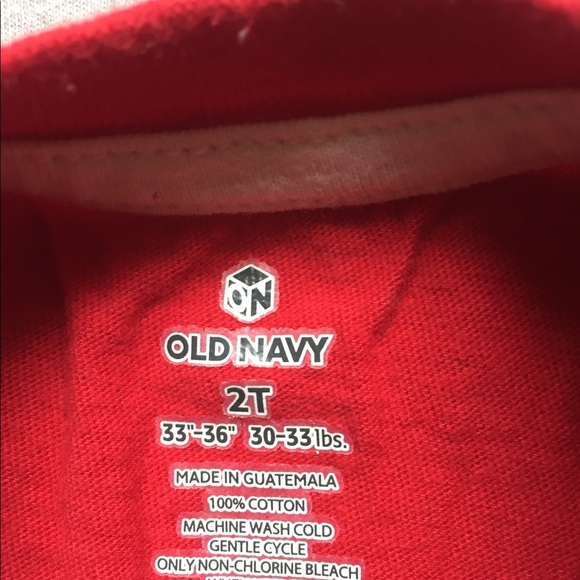 ON
OLD NAVY
2T
33"-36" 30-33 lbs.
MADE IN GUATEMALA
100% COTTON
MACHINE WASH COLD
GENTLE CYCLE
ONLY NON-CHLORINE BLEACH